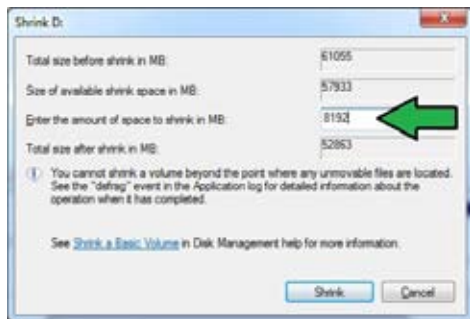 Shrink D:
Total size before shrink in MB: 61055
Size of available shrink space in MB: 57933
Enter the amount of space to shrink in MB: 8192
Total size after shrink in MB: 52863
You cannot shrink a volume beyond the point where any unmovable files are located.
See the "defrag" event in the Application log for detailed information about the
operation when it has completed.
See Shrink a Basic Volume in Disk Management help for more information.
Shrink Cancel